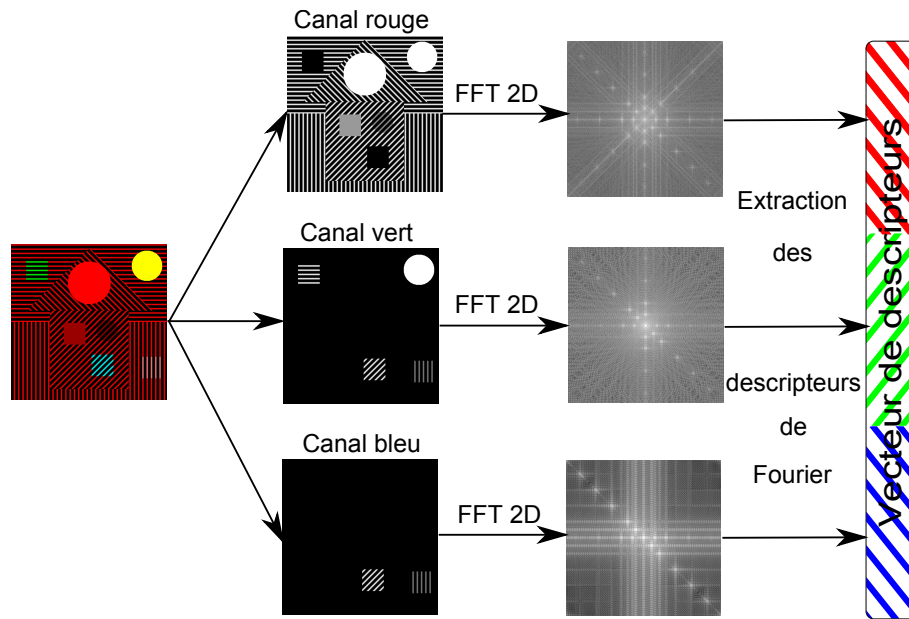 Canal rouge
FFT 2D
Canal vert
FFT 2D
Canal bleu
FFT 2D
Extraction
des
descripteurs
de
Fourier
Vecteur de descripteurs